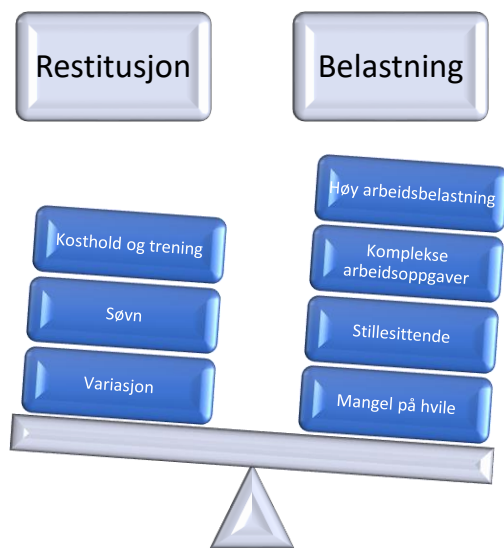 Restitusjon
Belastning
Kosthold og trening
Søvn
Variasjon
Høy arbeidsbelastning
Komplekse
arbeidsoppgaver
Stillesittende
Mangel på hvile